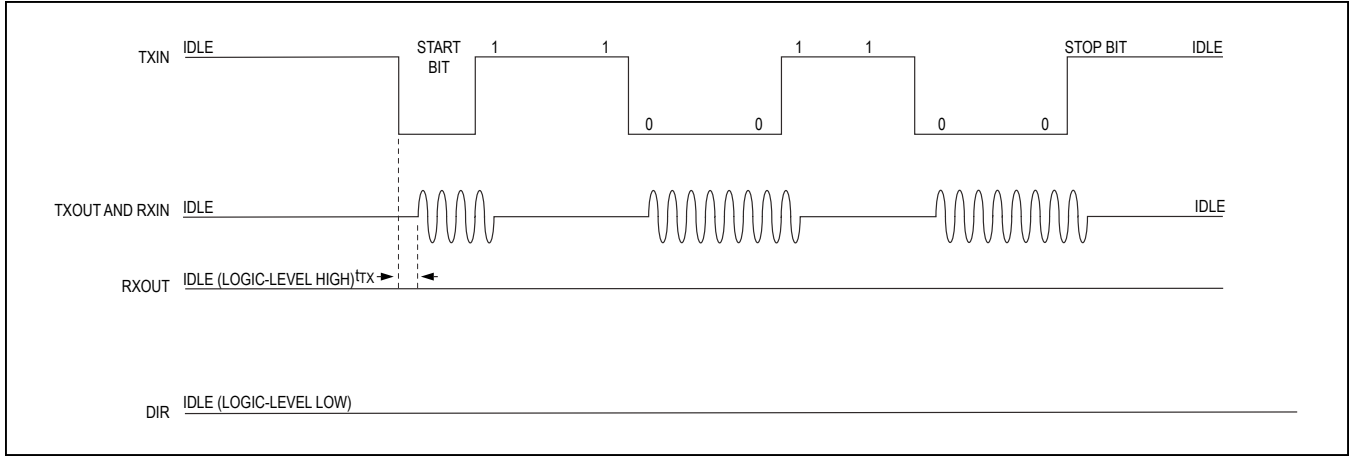 TXIN IDLE START BIT 1 1 1 1 STOP BIT IDLE
0 0 0 0
TXOUT AND RXIN IDLE IDLE
RXOUT IDLE (LOGIC-LEVEL HIGH) tTX
DIR IDLE (LOGIC-LEVEL LOW)